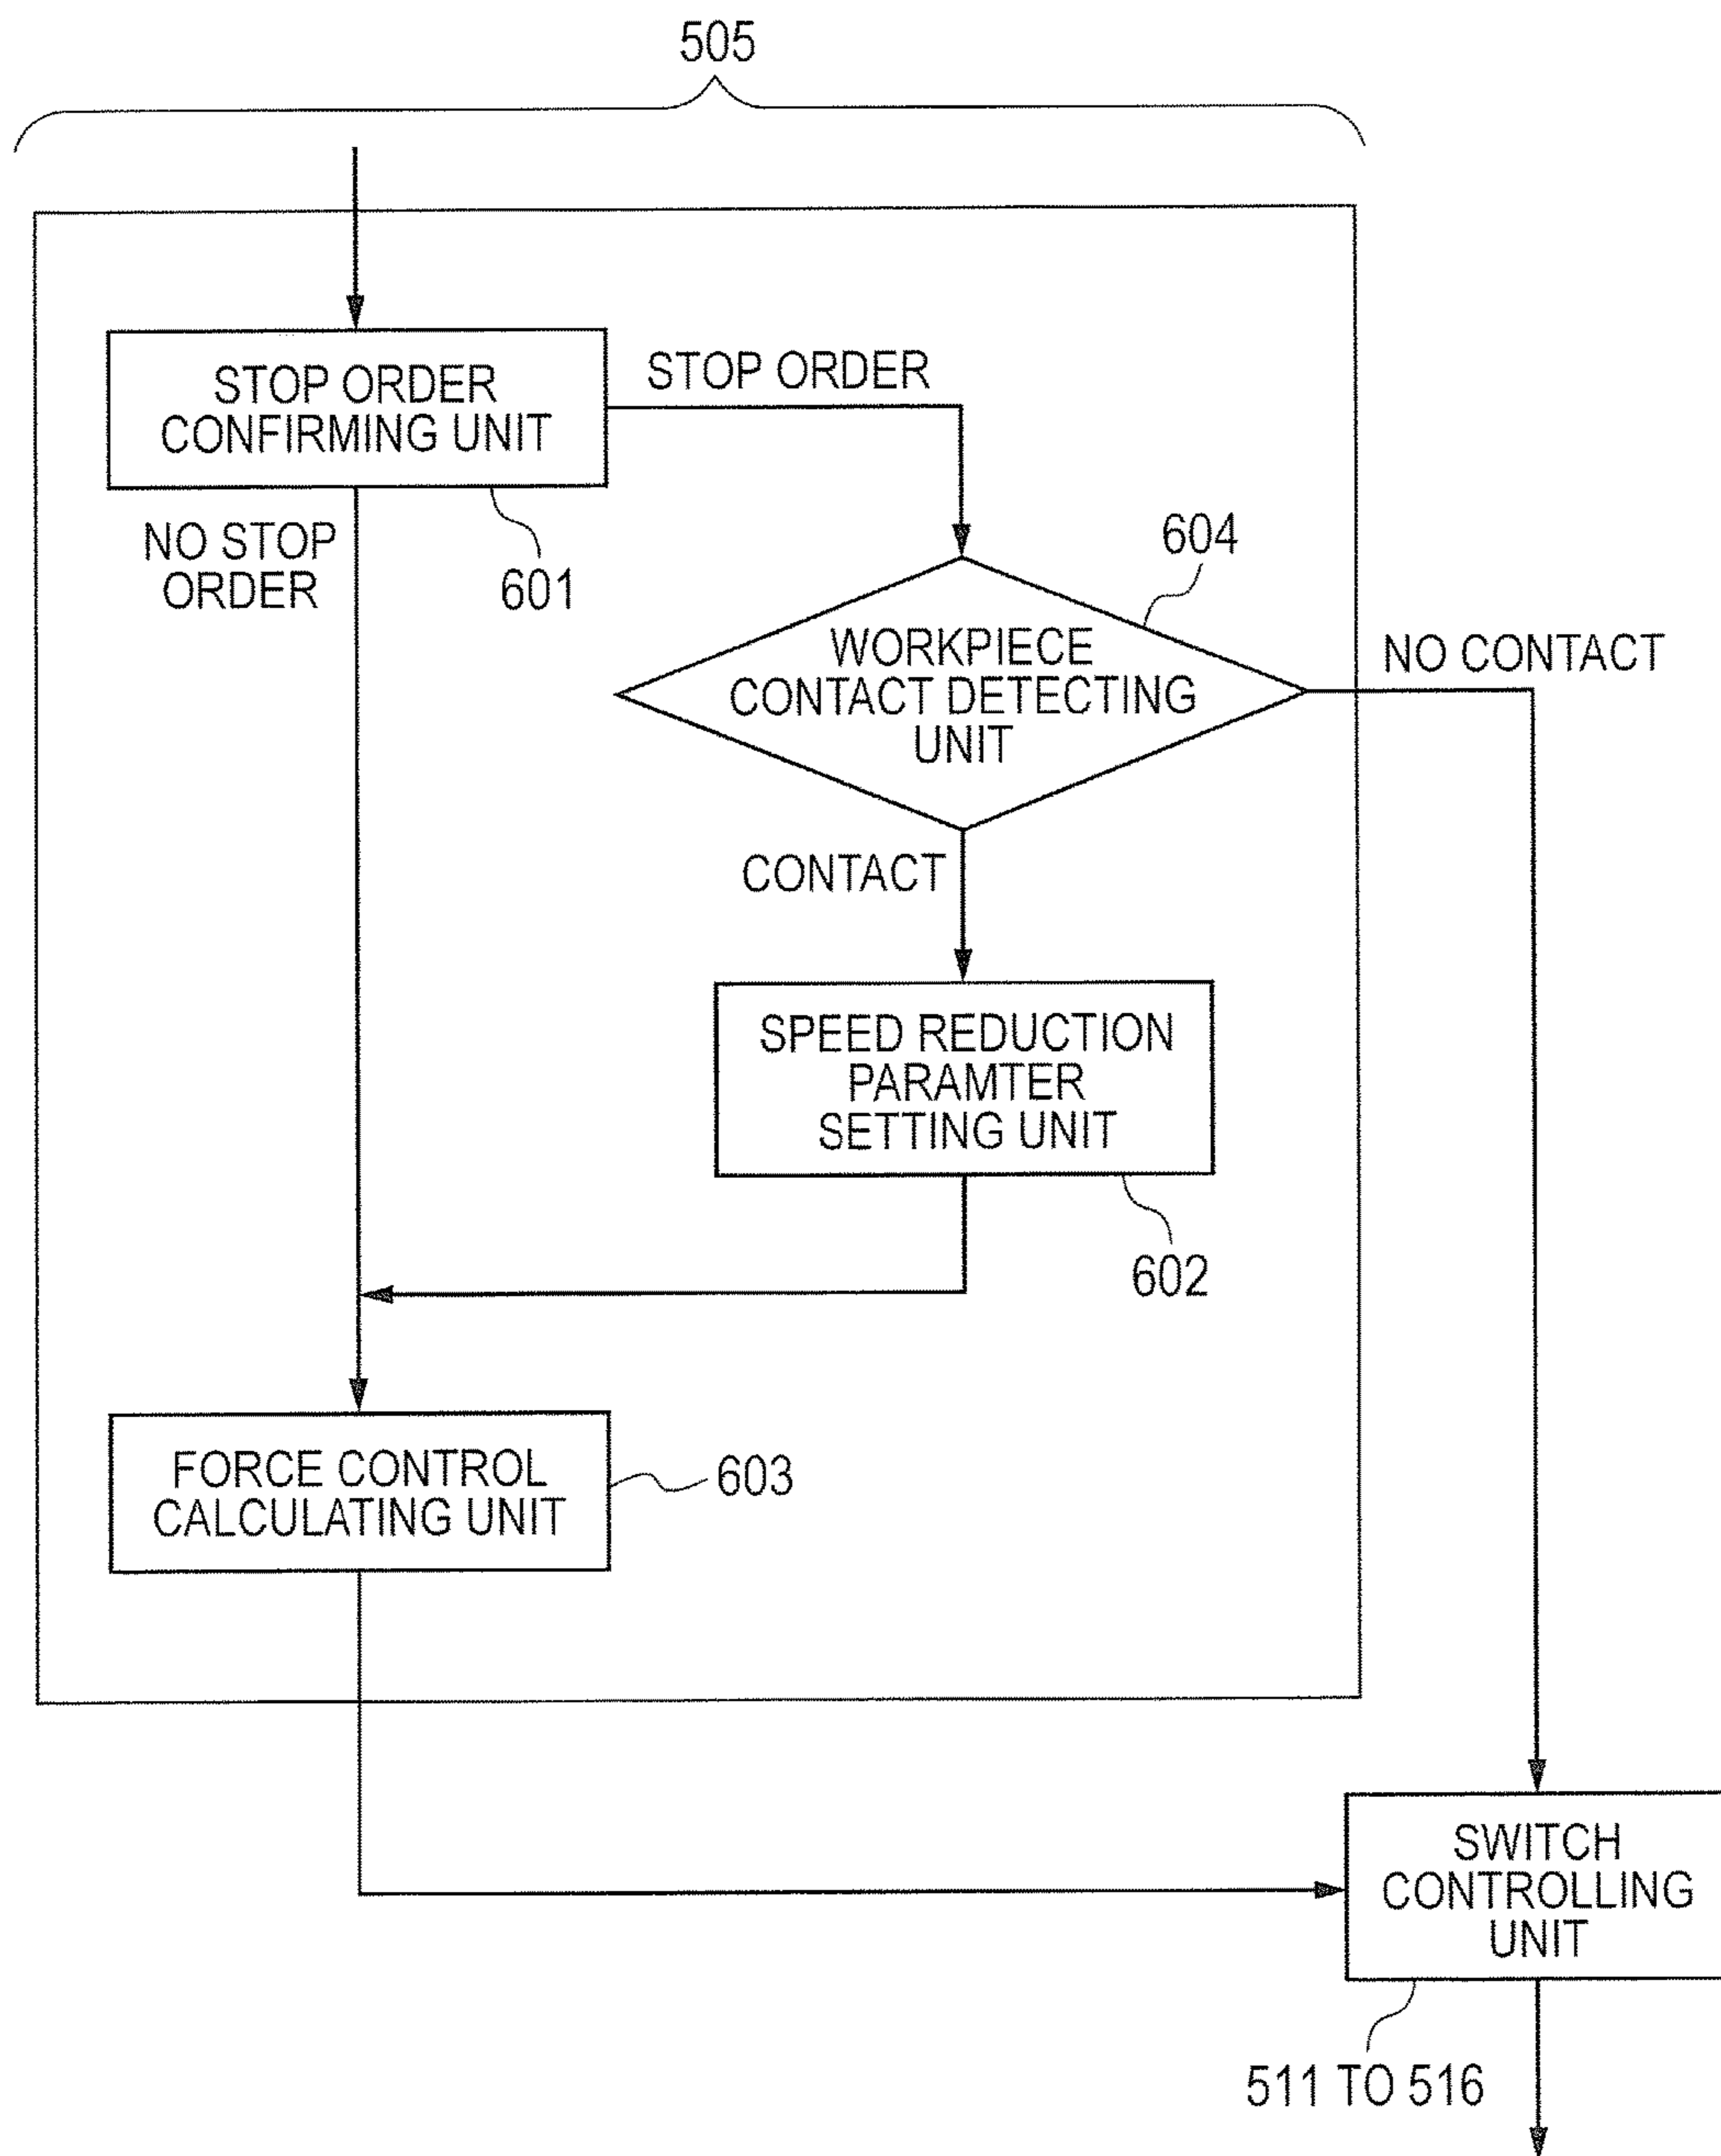 505
STOP ORDER
CONFIRMING UNIT
STOP ORDER
NO STOP
ORDER
601
604
WORKPIECE
CONTACT DETECTING
UNIT
NO CONTACT
CONTACT
SPEED REDUCTION
PARAMTER
SETTING UNIT
602
FORCE CONTROL
CALCULATING UNIT
603
SWITCH
CONTROLLING
UNIT
511 TO 516